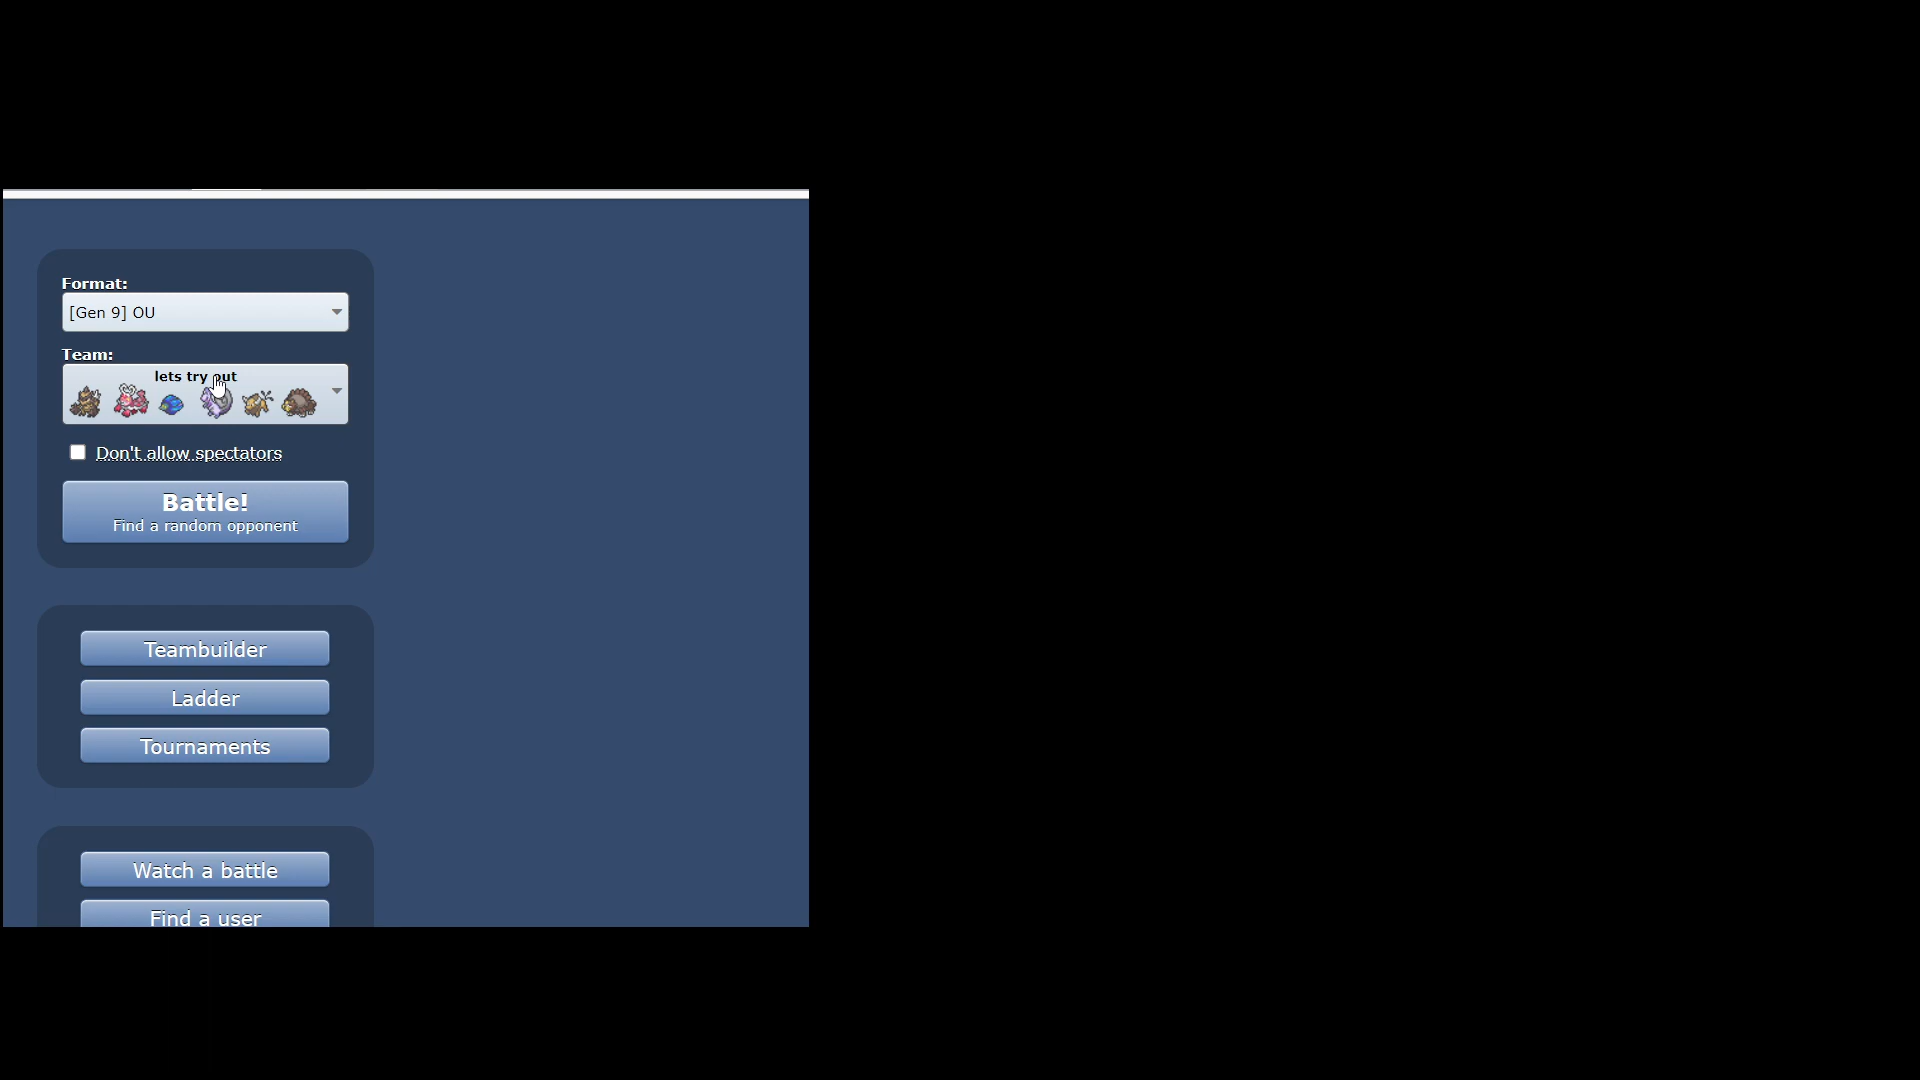 Format:
[Gen 9] OU
Team:
lets try out
Don't allow spectators
Battle!
Find a random opponent
Teambuilder
Ladder
Tournaments
Watch a battle
Find a user